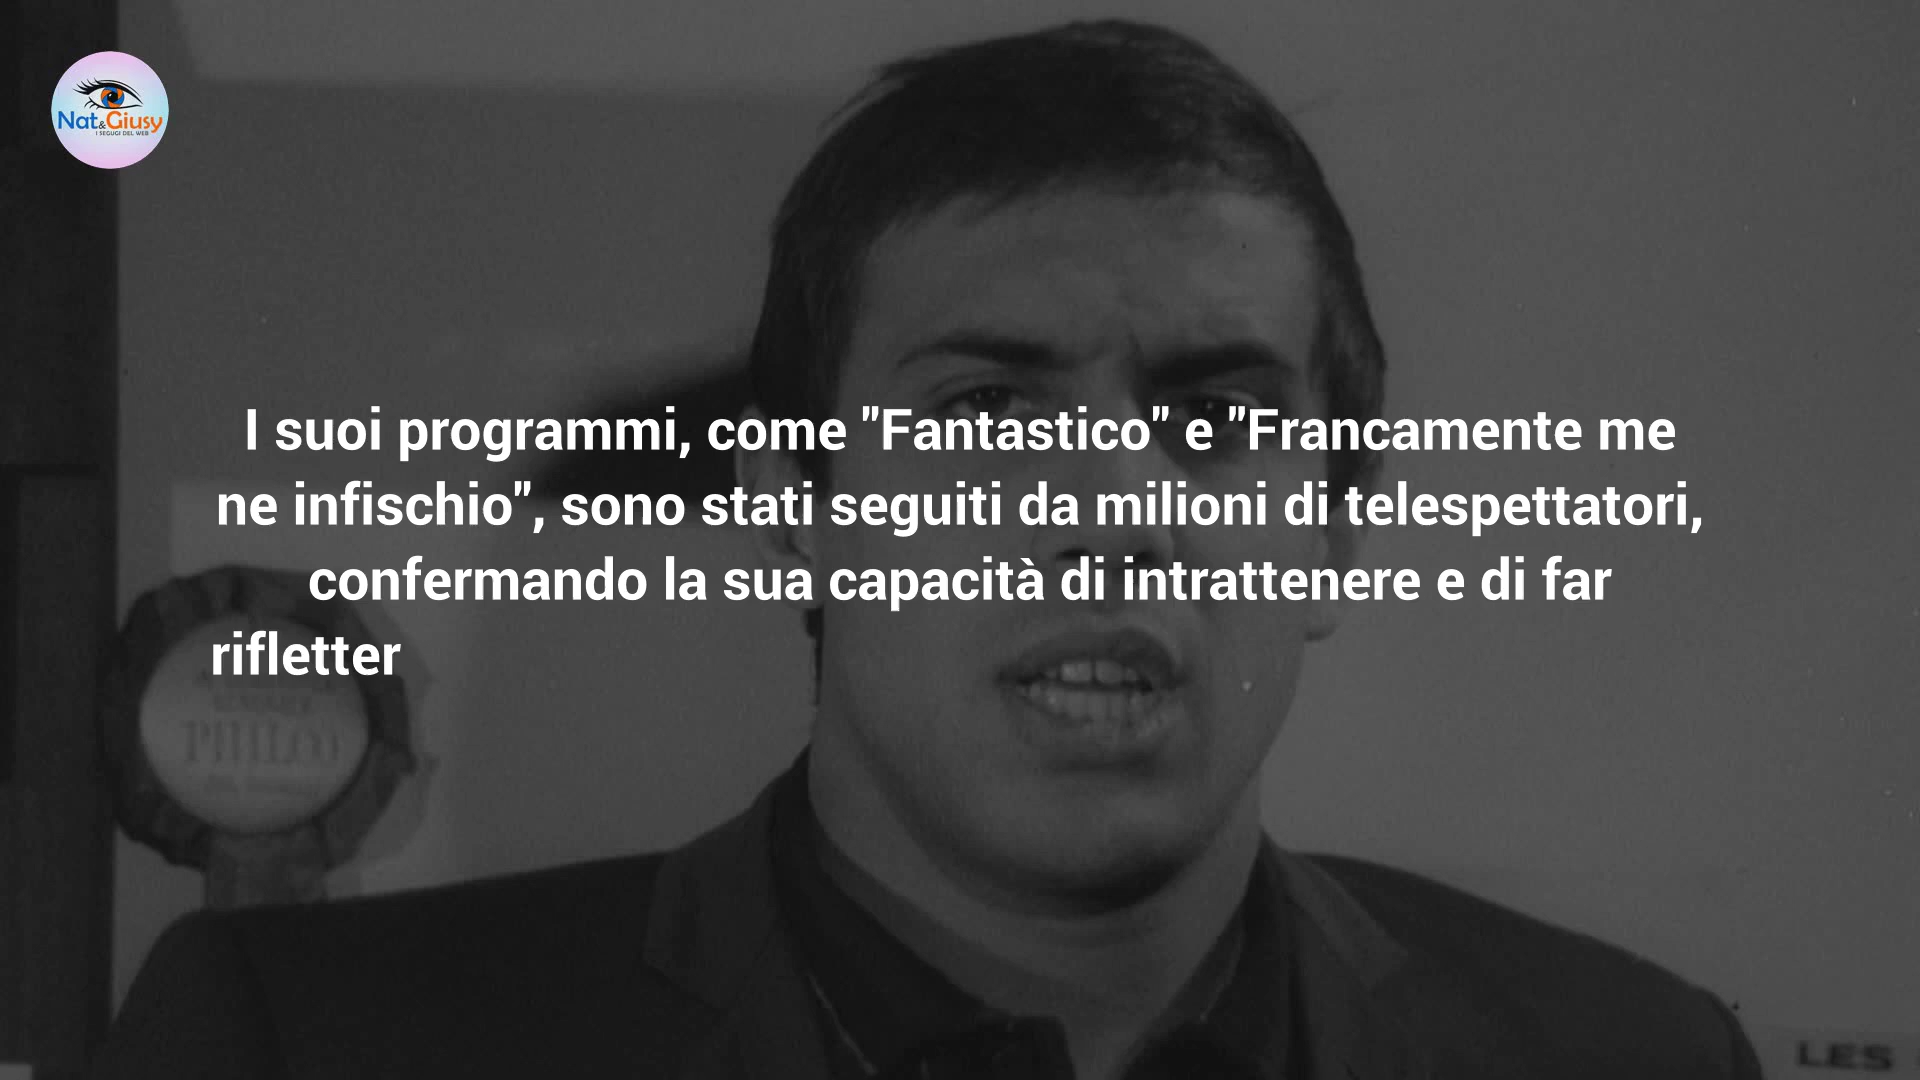 Nat&Giusy
I SEGUGI DEL WEB
I suoi programmi, come "Fantastico" e "Francamente me
ne infischio", sono stati seguiti da milioni di telespettatori,
confermando la sua capacità di intrattenere e di far
rifletter
PHILCO
LES